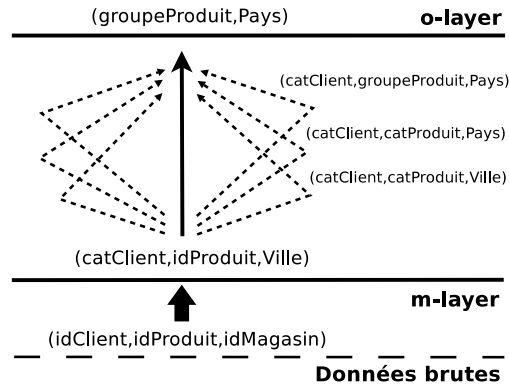 (groupeProduit,Pays)
o-layer
(catClient,groupeProduit,Pays)
(catClient,catProduit,Pays)
(catClient,catProduit,Ville)
(catClient,idProduit,Ville)
m-layer
(idClient,idProduit,idMagasin)
Données brutes